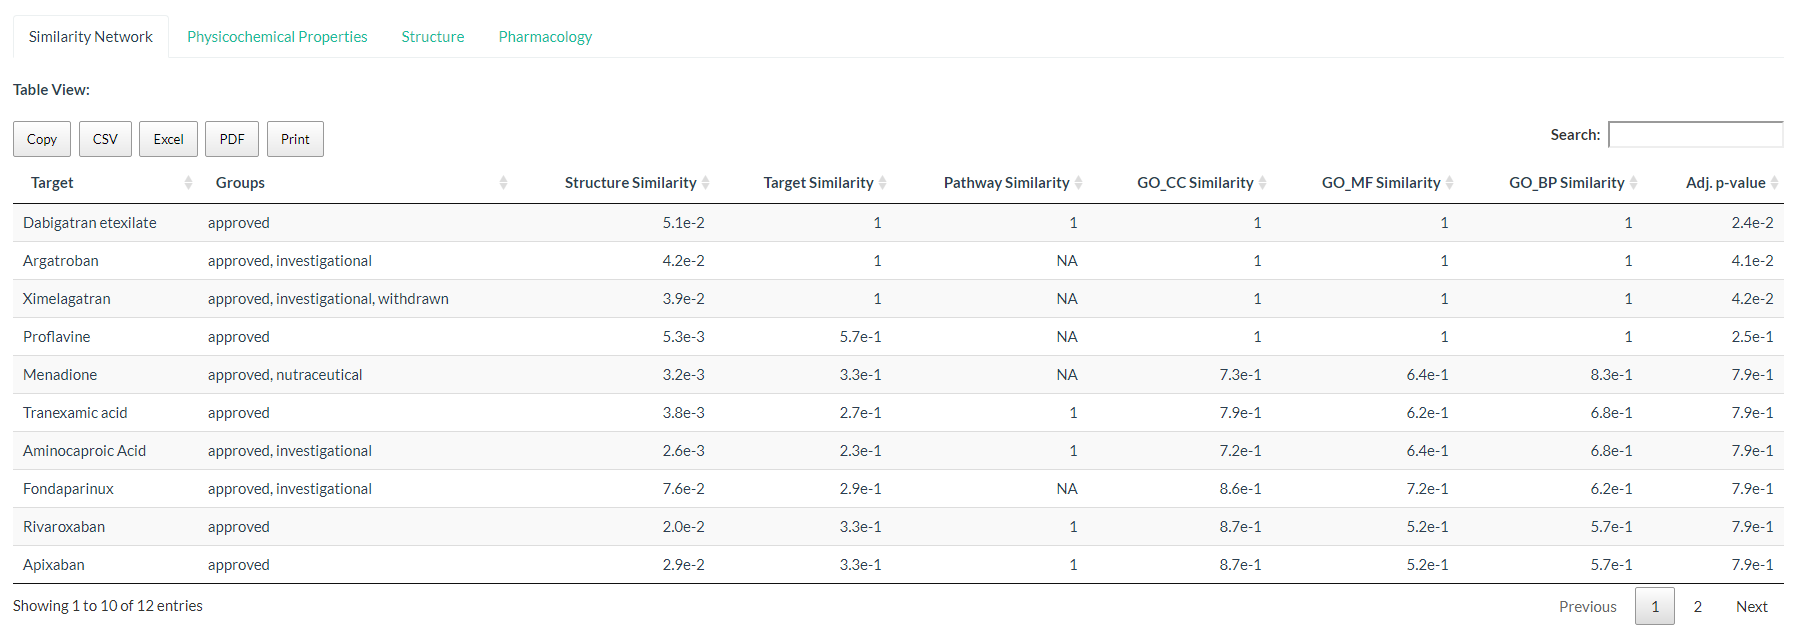 Similarity Network Physicochemical Properties Structure Pharmacology
Table View:
Copy CSV Excel PDF Print Search:
Target Groups Structure Similarity Target Similarity Pathway Similarity GO_CC Similarity GO_MF Similarity GO_BP Similarity Adj. p-value
Dabigatran etexilate approved 5.1e-2 1 1 1 1 1 2.4e-2
Argatroban approved, investigational 4.2e-2 1 NA 1 1 1 4.1e-2
Ximelagatran approved, investigational, withdrawn 3.9e-2 1 NA 1 1 1 4.2e-2
Proflavine approved 5.3e-3 5.7e-1 NA 1 1 1 2.5e-1
Menadione approved, nutraceutical 3.2e-3 3.3e-1 NA 7.3e-1 6.4e-1 8.3e-1 7.9e-1
Tranexamic acid approved 3.8e-3 2.7e-1 1 7.9e-1 6.2e-1 6.8e-1 7.9e-1
Aminocaproic Acid approved, investigational 2.6e-3 2.3e-1 1 7.2e-1 6.4e-1 6.8e-1 7.9e-1
Fondaparinux approved, investigational 7.6e-2 2.9e-1 NA 8.6e-1 7.2e-1 6.2e-1 7.9e-1
Rivaroxaban approved 2.0e-2 3.3e-1 1 8.7e-1 5.2e-1 5.7e-1 7.9e-1
Apixaban approved 2.9e-2 3.3e-1 1 8.7e-1 5.2e-1 5.7e-1 7.9e-1
Showing 1 to 10 of 12 entries Previous 1 2 Next